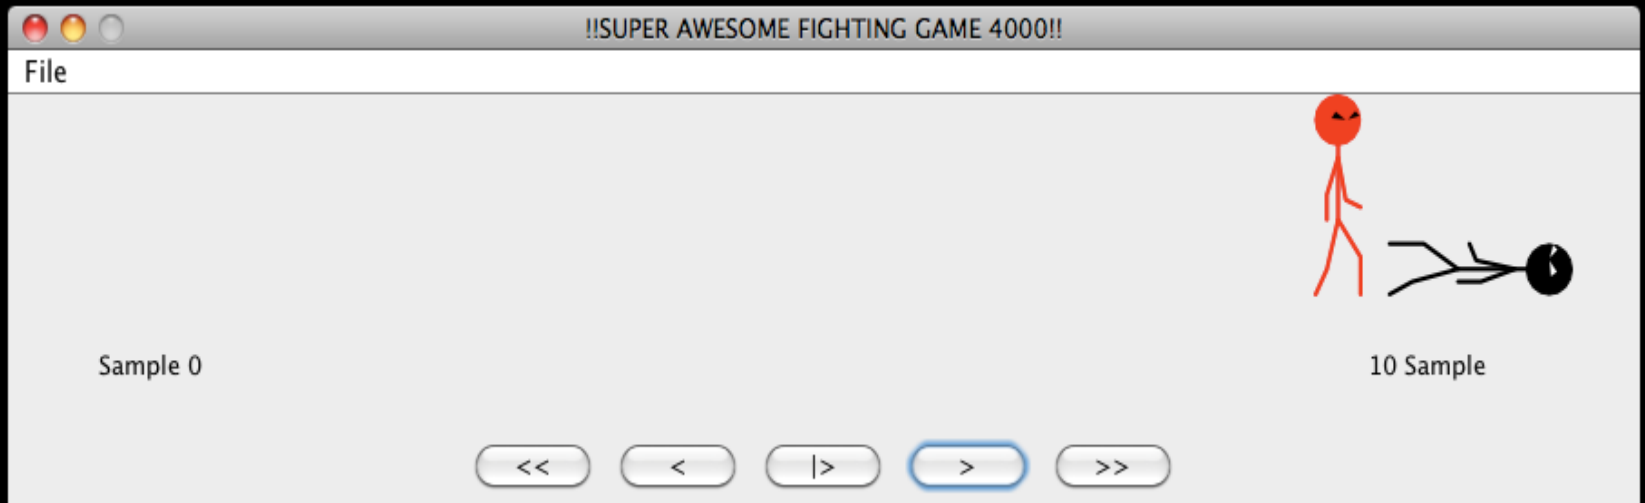 !!SUPER AWESOME FIGHTING GAME 4000!!
File
Sample 0 10 Sample
<< < |> > >>